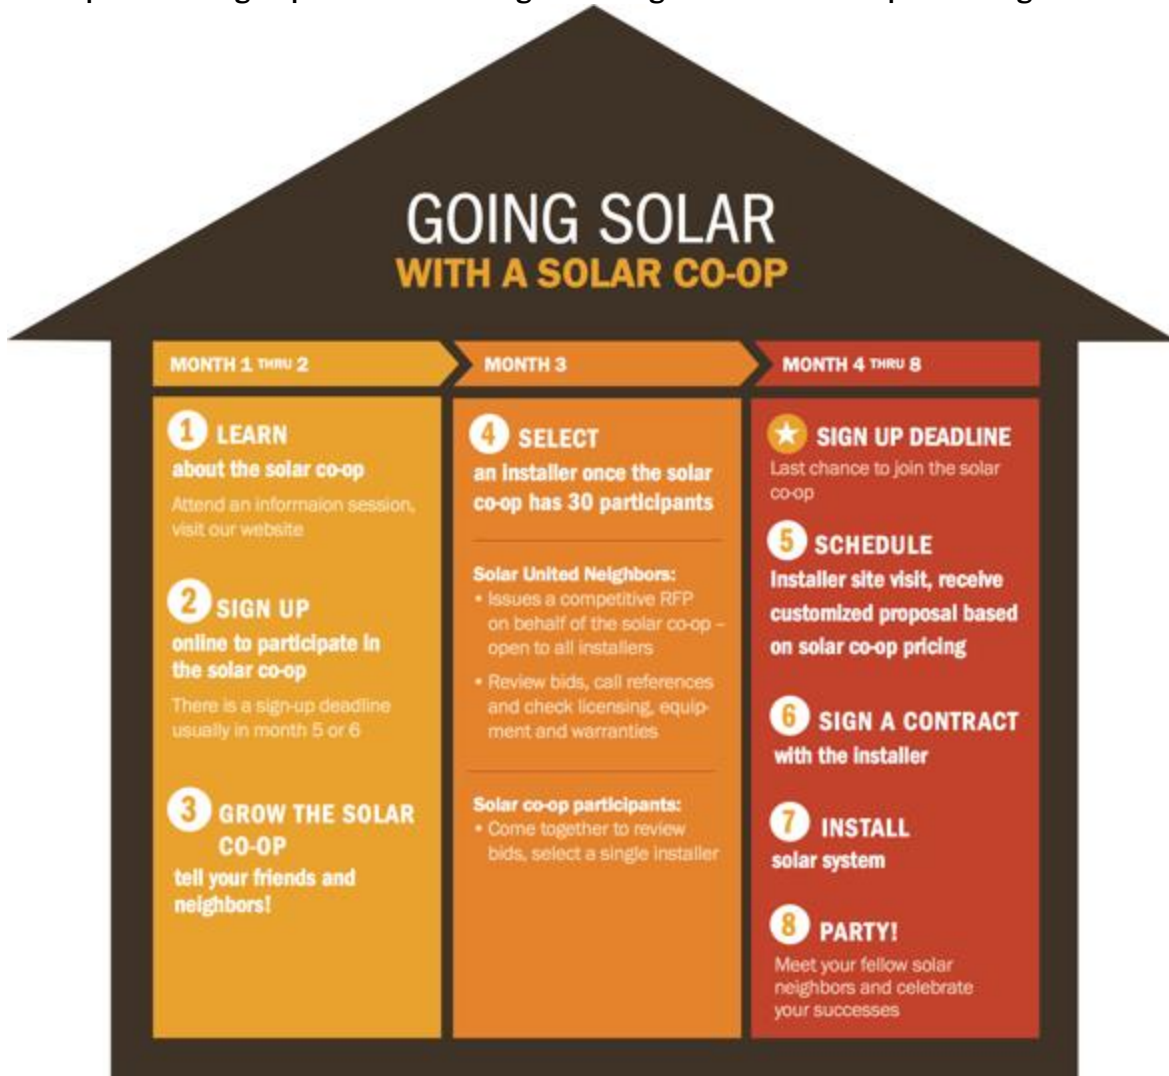 GOING SOLAR
WITH A SOLAR CO-OP
MONTH 1 THRU 2
1 LEARN
about the solar co-op
Attend an informaion session,
visit our website
2 SIGN UP
online to participate in
the solar co-op
There is a sign-up deadline
usually in month 5 or 6
3 GROW THE SOLAR
CO-OP
tell your friends and
neighbors!
MONTH 3
4 SELECT
an installer once the solar
co-op has 30 participants
Solar United Neighbors:
• Issues a competitive RFP
on behalf of the solar co-op –
open to all installers
• Review bids, call references
and check licensing, equip-
ment and warranties
Solar co-op participants:
• Come together to review
bids, select a single installer
MONTH 4 THRU 8
SIGN UP DEADLINE
Last chance to join the solar
co-op
5 SCHEDULE
Installer site visit, receive
customized proposal based
on solar co-op pricing
6 SIGN A CONTRACT
with the installer
7 INSTALL
solar system
8 PARTY!
Meet your fellow solar
neighbors and celebrate
your successes